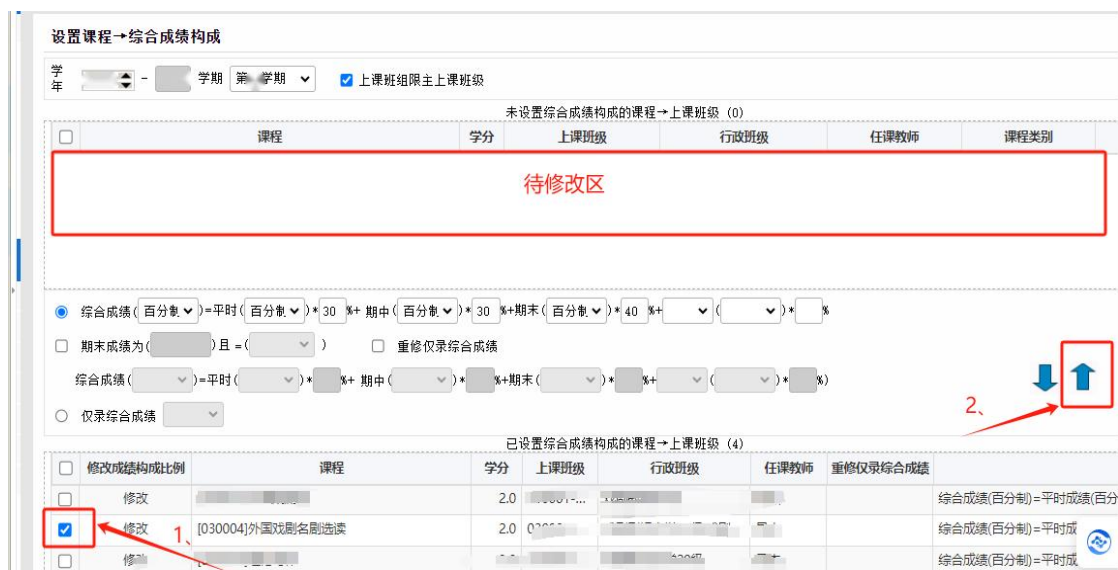 设置课程→综合成绩构成
学年 - 学期 第 学期 上课班组限主上课班级
未设置综合成绩构成的课程→上课班级（0）
课程 学分 上课班级 行政班级 任课教师 课程类别
待修改区
综合成绩(百分制)=平时(百分制)*30%+ 期中(百分制)*30%+期末(百分制)*40%+ ( )* %
期末成绩为( )且 =( ) 重修仅录综合成绩
综合成绩( )=平时( )* %+ 期中( )* %+期末( )* %+ ( )* %)
仅录综合成绩
2、
已设置综合成绩构成的课程→上课班级（4）
修改成绩构成比例 课程 学分 上课班级 行政班级 任课教师 重修仅录综合成绩
修改 2.0 综合成绩(百分制)=平时成绩(百分
修改 [030004]外国戏剧名剧选读 2.0 综合成绩(百分制)=平时成
1、
综合成绩(百分制)=平时成